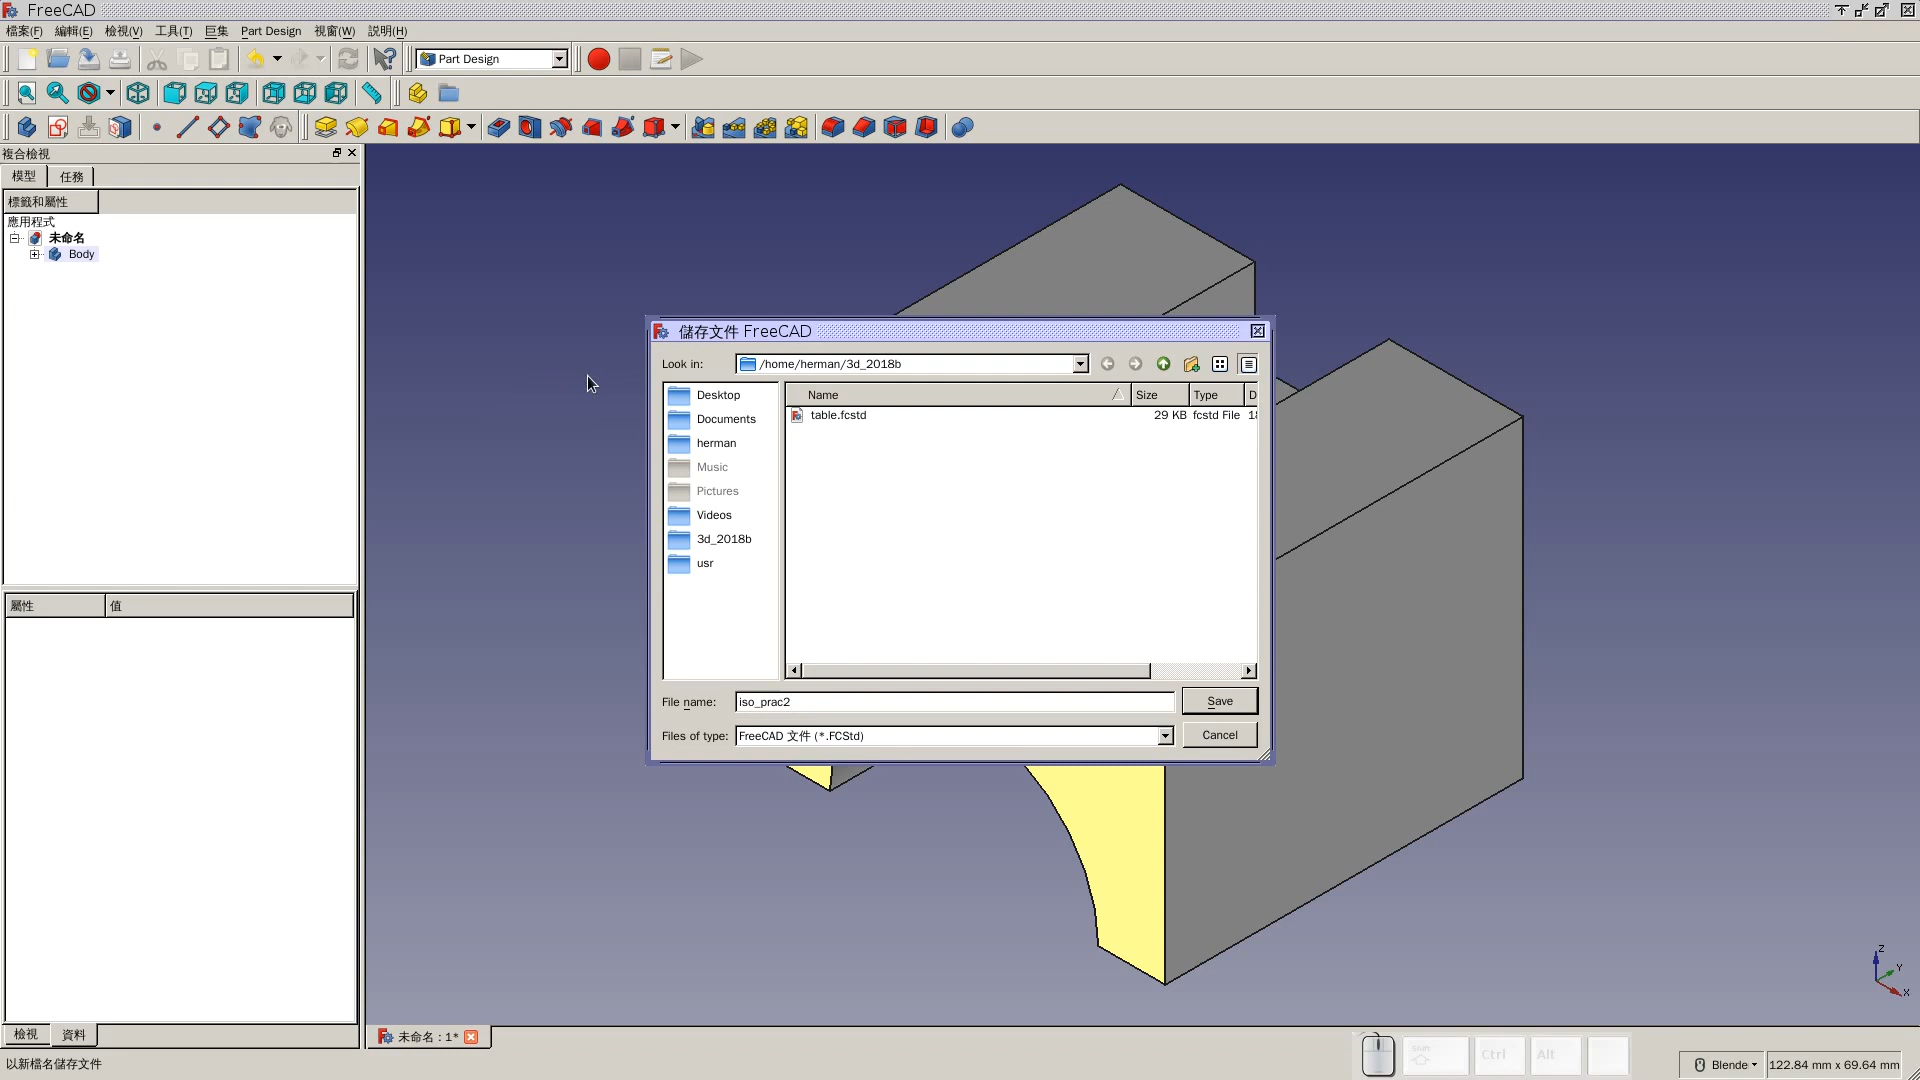 FreeCAD
檔案(F) 編輯(E) 檢視(V) 工具(T) 巨集 Part Design 視窗(W) 説明(H)
Part Design
複合檢視
模型 任務
標籤和屬性
應用程式
未命名
Body
儲存文件 FreeCAD
Look in: /home/herman/3d_2018b
Name Size Type D
table.fcstd 29 KB fcstd File
Desktop
Documents
herman
Music
Pictures
Videos
3d_2018b
usr
File name: iso_prac2 Save
Files of type: FreeCAD 文件 (*.FCStd) Cancel
屬性 值
Z
Y
X
檢視 資料
未命名 : 1*
以新檔名儲存文件
Shift Ctrl Alt
Blende 122.84 mm x 69.64 mm